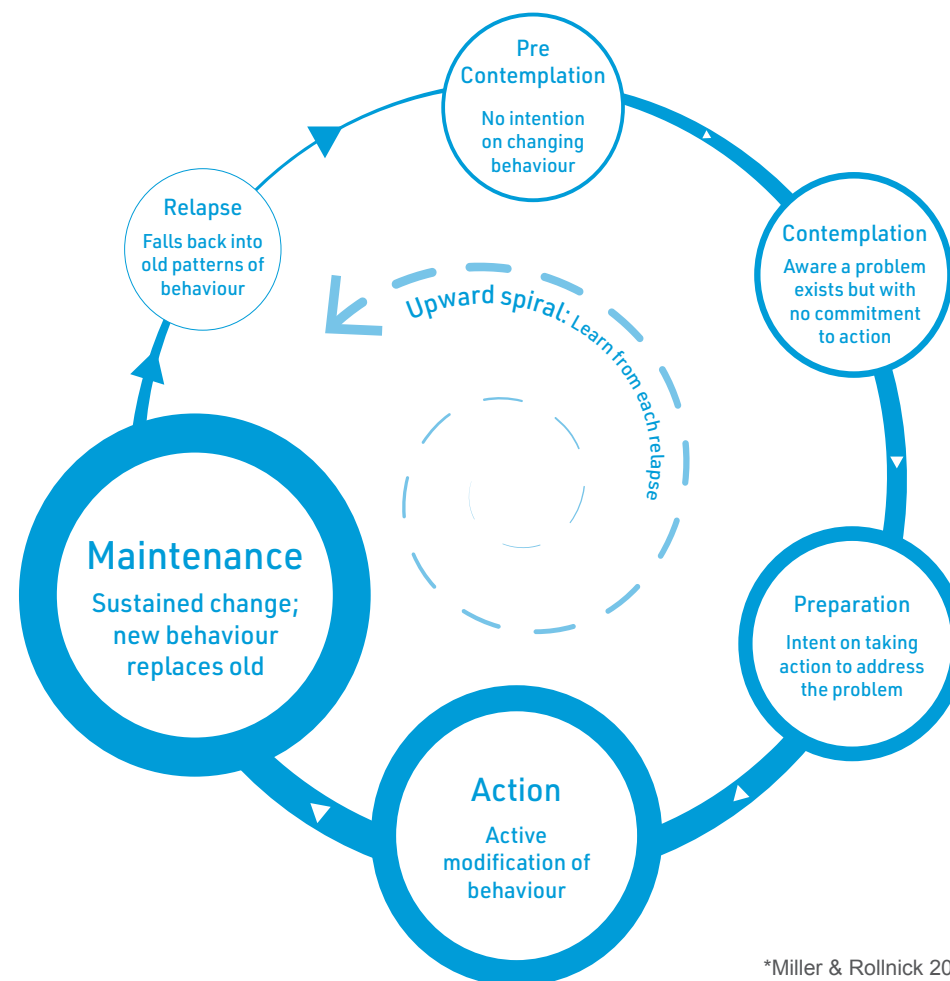 Pre
Contemplation
No intention
on changing
behaviour
Contemplation
Aware a problem
exists but with
no commitment
to action
Preparation
Intent on taking
action to address
the problem
Action
Active
modification of
behaviour
Maintenance
Sustained change;
new behaviour
replaces old
Relapse
Falls back into
old patterns of
behaviour
Upward spiral: Learn from each relapse
*Miller & Rollnick 20